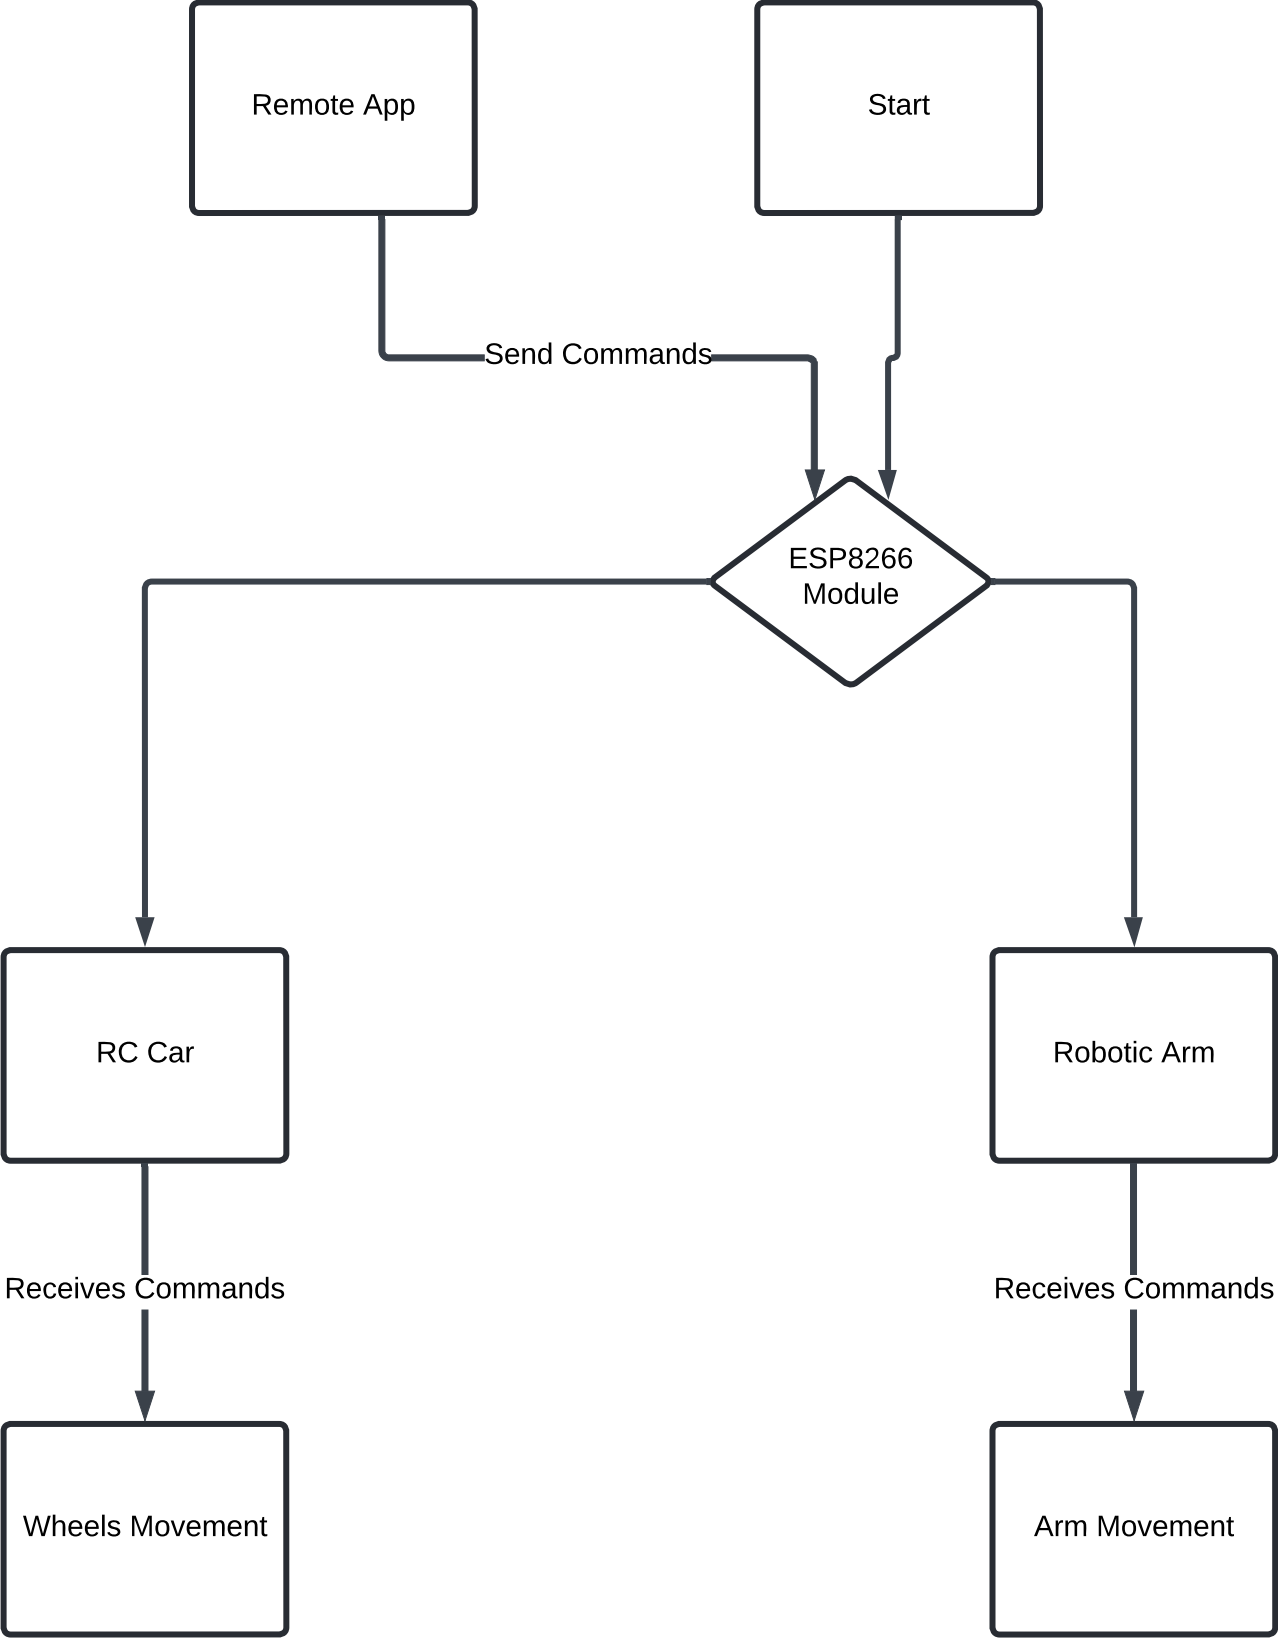 Remote App
Start
Send Commands
ESP8266
Module
RC Car
Robotic Arm
Receives Commands
Receives Commands
Wheels Movement
Arm Movement